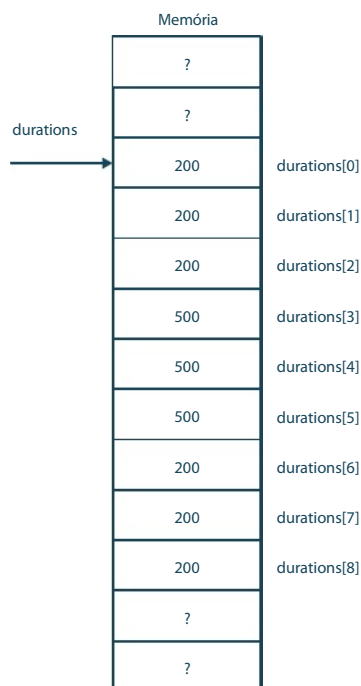 Memória
?
?
durations
200 durations[0]
200 durations[1]
200 durations[2]
500 durations[3]
500 durations[4]
500 durations[5]
200 durations[6]
200 durations[7]
200 durations[8]
?
?